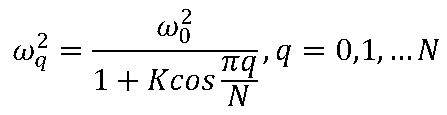 ω_q^2 = ω_0^2 / (1 + Kcos(πq/N)), q = 0,1, … N